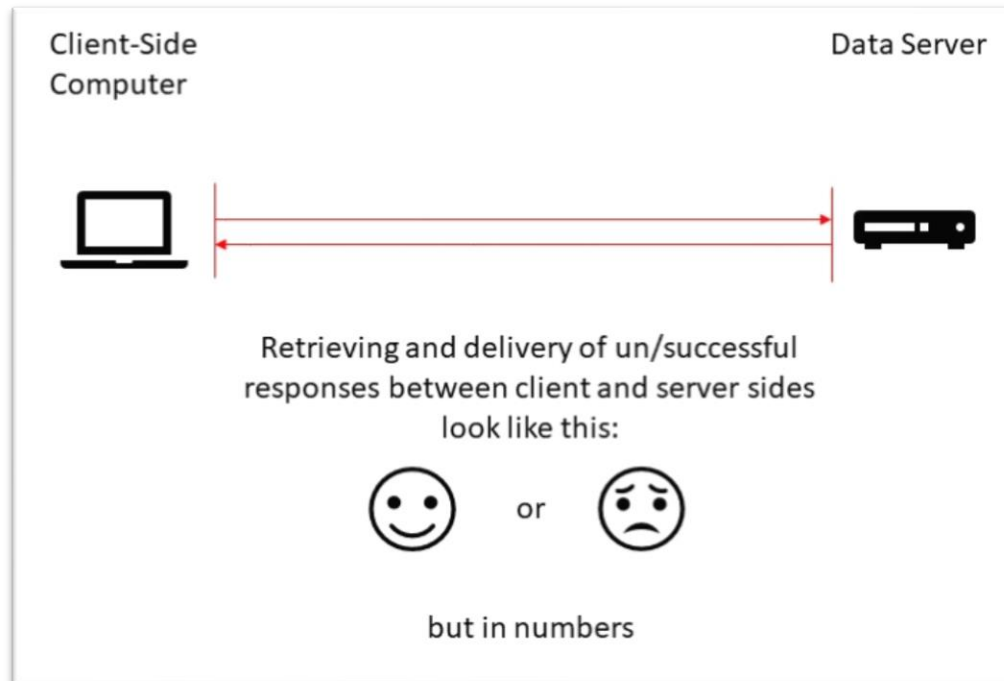 Client-Side
Computer
Data Server
Retrieving and delivery of un/successful
responses between client and server sides
look like this:
or
but in numbers